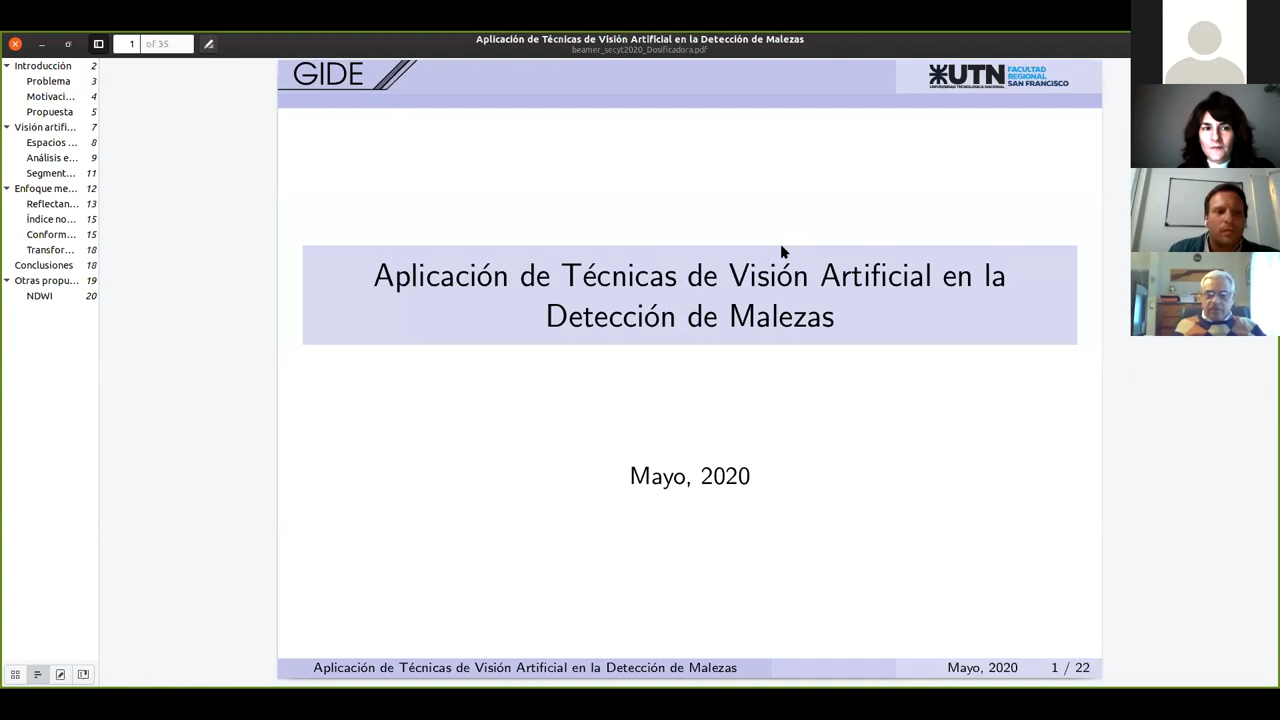 Aplicación de Técnicas de Visión Artificial en la Detección de Malezas
beamer_secyt2020_Dosificadora.pdf
1 of 35
Introducción 2
Problema 3
Motivaci... 4
Propuesta 5
Visión artifi... 7
Espacios ... 8
Análisis e... 9
Segment... 11
Enfoque me... 12
Reflectan... 13
Índice no... 15
Conform... 15
Transfor... 18
Conclusiones 18
Otras propu... 19
NDWI 20
GIDE
UTN
UNIVERSIDAD TECNOLÓGICA NACIONAL
FACULTAD
REGIONAL
SAN FRANCISCO
Aplicación de Técnicas de Visión Artificial en la
Detección de Malezas
Mayo, 2020
Aplicación de Técnicas de Visión Artificial en la Detección de Malezas Mayo, 2020 1 / 22